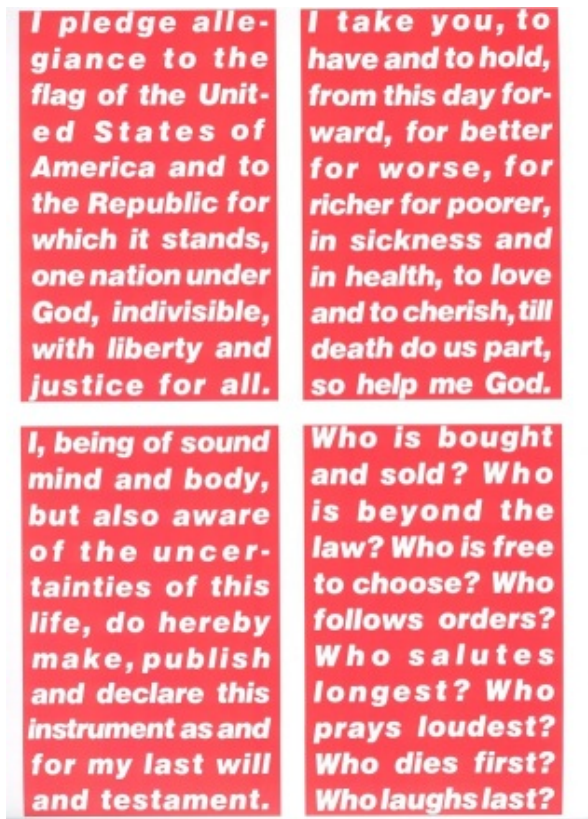 I pledge alle-
giance to the
flag of the Unit-
ed States of
America and to
the Republic for
which it stands,
one nation under
God, indivisible,
with liberty and
justice for all.
I take you, to
have and to hold,
from this day for-
ward, for better
for worse, for
richer for poorer,
in sickness and
in health, to love
and to cherish, till
death do us part,
so help me God.
I, being of sound
mind and body,
but also aware
of the uncer-
tainties of this
life, do hereby
make, publish
and declare this
instrument as and
for my last will
and testament.
Who is bought
and sold? Who
is beyond the
law? Who is free
to choose? Who
follows orders?
Who salutes
longest? Who
prays loudest?
Who dies first?
Who laughs last?